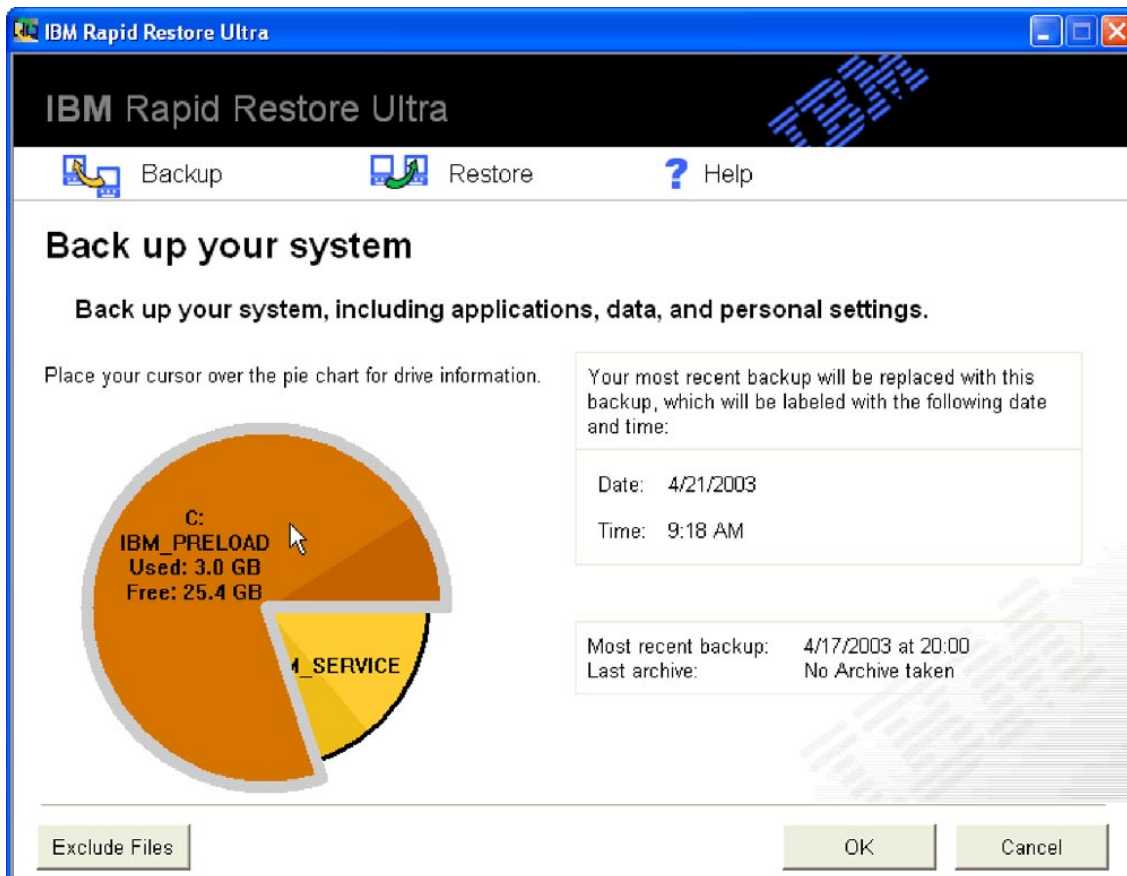 IBM Rapid Restore Ultra
IBM Rapid Restore Ultra
IBM
Backup
Restore
? Help
Back up your system
Back up your system, including applications, data, and personal settings.
Place your cursor over the pie chart for drive information.
C:
IBM_PRELOAD
Used: 3.0 GB
Free: 25.4 GB
M_SERVICE
Your most recent backup will be replaced with this
backup, which will be labeled with the following date
and time:
Date: 4/21/2003
Time: 9:18 AM
Most recent backup: 4/17/2003 at 20:00
Last archive: No Archive taken
Exclude Files
OK
Cancel